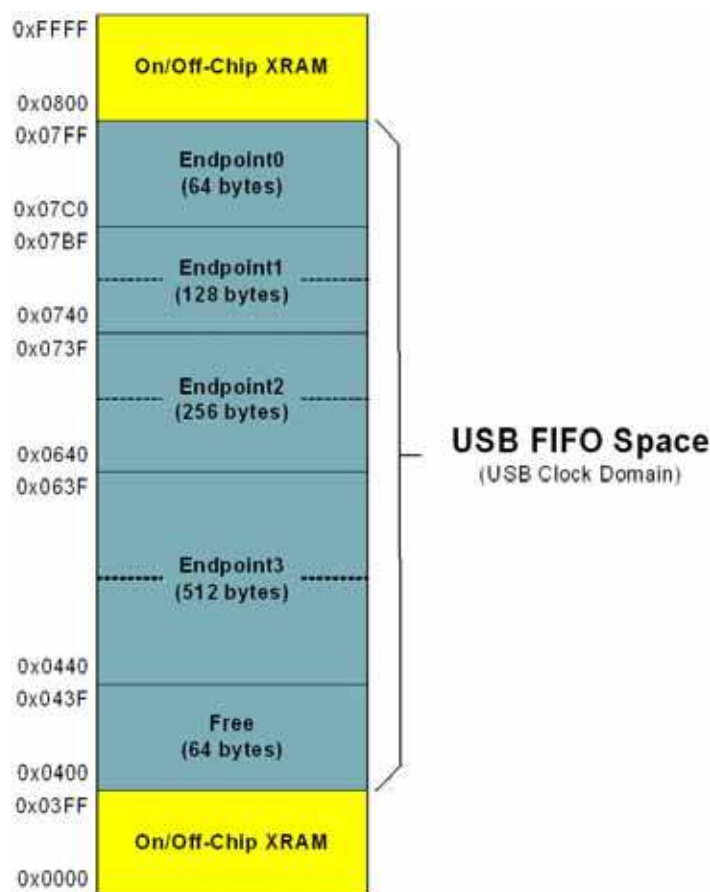 0xFFFF
On/Off-Chip XRAM
0x0800
0x07FF
Endpoint0
(64 bytes)
0x07C0
0x07BF
Endpoint1
(128 bytes)
0x0740
0x073F
Endpoint2
(256 bytes)
0x0640
0x063F
Endpoint3
(512 bytes)
0x0440
0x043F
Free
(64 bytes)
0x0400
0x03FF
On/Off-Chip XRAM
0x0000
USB FIFO Space
(USB Clock Domain)